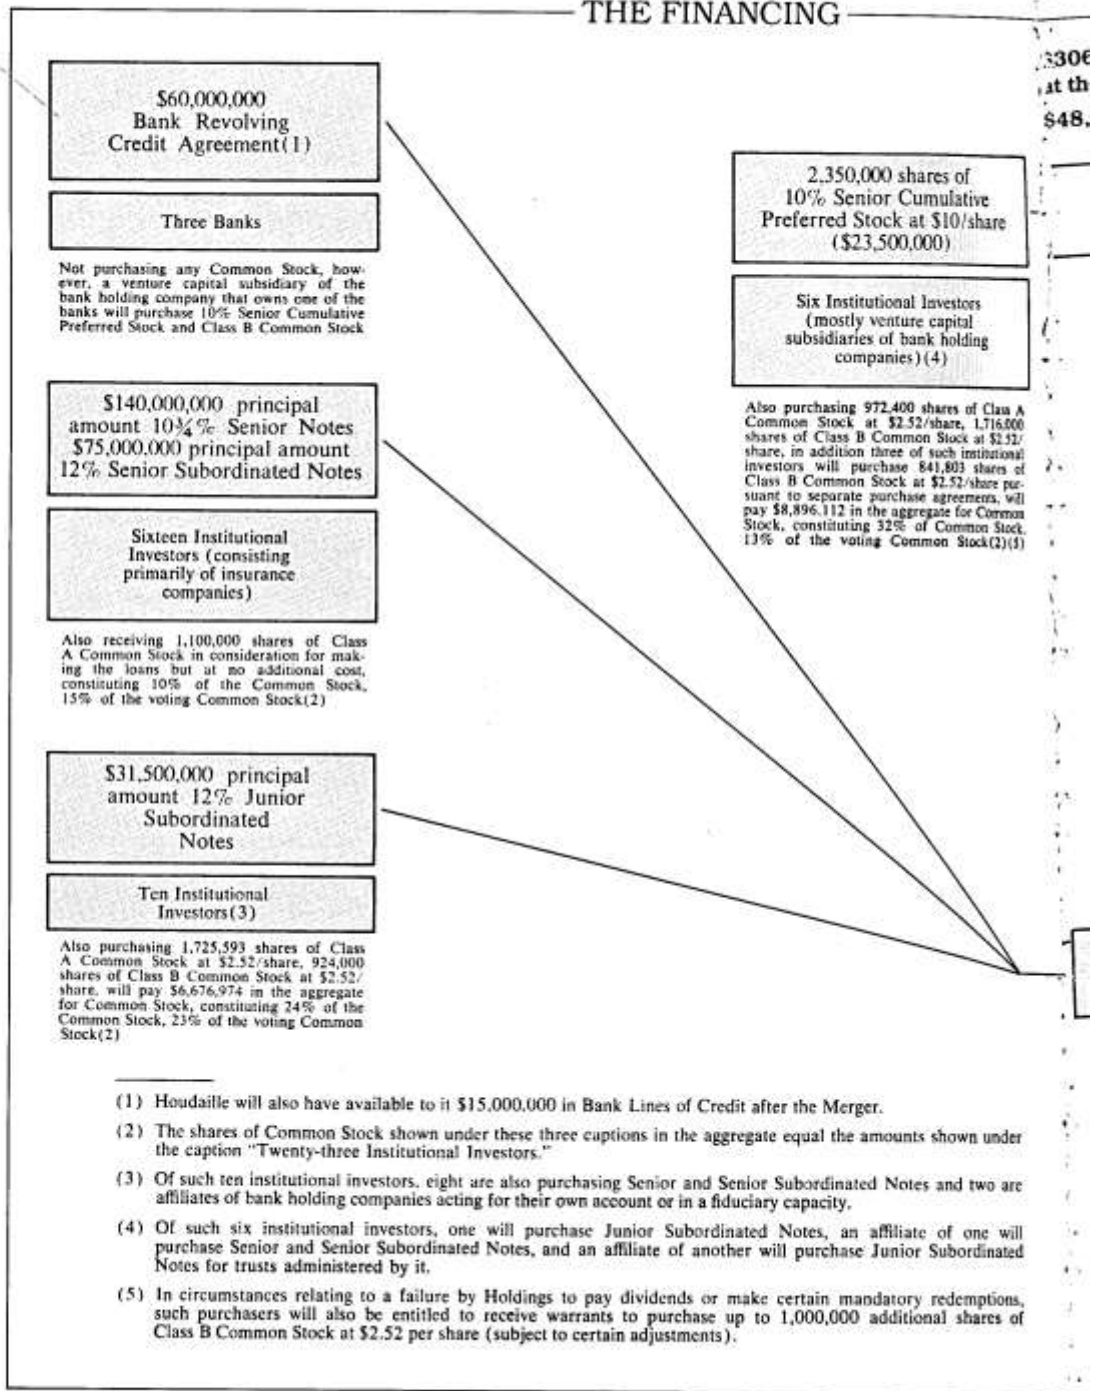 THE FINANCING
$306
at th
$48.
$60,000,000
Bank Revolving
Credit Agreement(1)
Three Banks
Not purchasing any Common Stock, how-
ever, a venture capital subsidiary of the
bank holding company that owns one of the
banks will purchase 10% Senior Cumulative
Preferred Stock and Class B Common Stock
$140,000,000 principal
amount 10¾% Senior Notes
$75,000,000 principal amount
12% Senior Subordinated Notes
Sixteen Institutional
Investors (consisting
primarily of insurance
companies)
Also receiving 1,100,000 shares of Class
A Common Stock in consideration for mak-
ing the loans but at no additional cost,
constituting 10% of the Common Stock,
15% of the voting Common Stock(2)
$31,500,000 principal
amount 12% Junior
Subordinated
Notes
Ten Institutional
Investors(3)
Also purchasing 1,725,593 shares of Class
A Common Stock at $2.52/share, 924,000
shares of Class B Common Stock at $2.52/
share, will pay $6,676,974 in the aggregate
for Common Stock, constituting 24% of the
Common Stock, 23% of the voting Common
Stock(2)
2,350,000 shares of
10% Senior Cumulative
Preferred Stock at $10/share
($23,500,000)
Six Institutional Investors
(mostly venture capital
subsidiaries of bank holding
companies)(4)
Also purchasing 972,400 shares of Class A
Common Stock at $2.52/share, 1,716,000
shares of Class B Common Stock at $2.52/
share, in addition three of such institutional
investors will purchase 841,803 shares of
Class B Common Stock at $2.52/share pur-
suant to separate purchase agreements, will
pay $8,896,112 in the aggregate for Common
Stock, constituting 32% of Common Stock,
13% of the voting Common Stock(2)(5)
(1) Houdaille will also have available to it $15,000,000 in Bank Lines of Credit after the Merger.
(2) The shares of Common Stock shown under these three captions in the aggregate equal the amounts shown under
the caption "Twenty-three Institutional Investors."
(3) Of such ten institutional investors, eight are also purchasing Senior and Senior Subordinated Notes and two are
affiliates of bank holding companies acting for their own account or in a fiduciary capacity.
(4) Of such six institutional investors, one will purchase Junior Subordinated Notes, an affiliate of one will
purchase Senior and Senior Subordinated Notes, and an affiliate of another will purchase Junior Subordinated
Notes for trusts administered by it.
(5) In circumstances relating to a failure by Holdings to pay dividends or make certain mandatory redemptions,
such purchasers will also be entitled to receive warrants to purchase up to 1,000,000 additional shares of
Class B Common Stock at $2.52 per share (subject to certain adjustments).